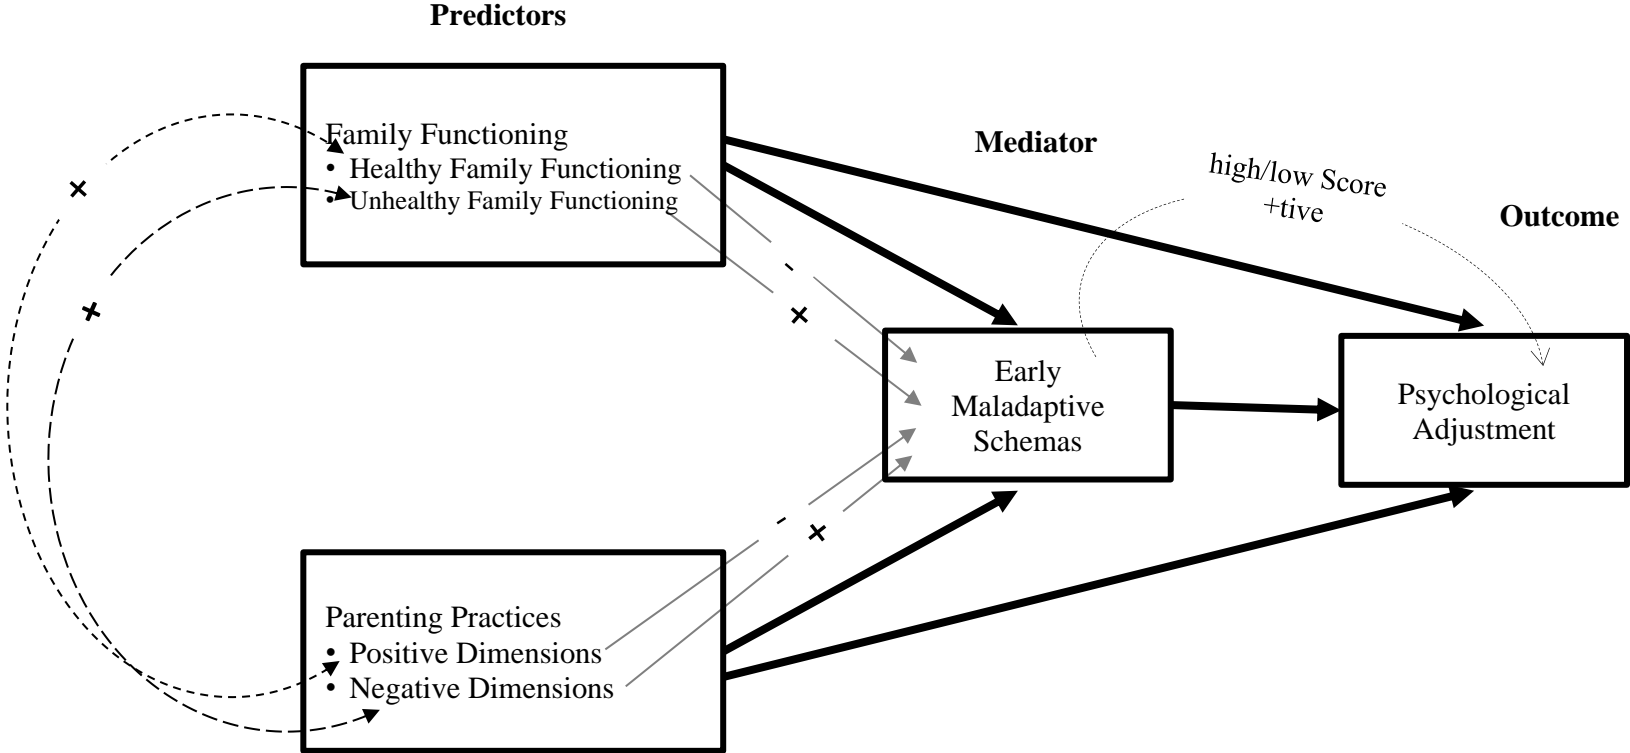 Predictors
Family Functioning
• Healthy Family Functioning
• Unhealthy Family Functioning
Mediator
high/low Score
+tive
Outcome
+
+
-
+
Early
Maladaptive
Schemas
Psychological
Adjustment
-
+
Parenting Practices
• Positive Dimensions
• Negative Dimensions